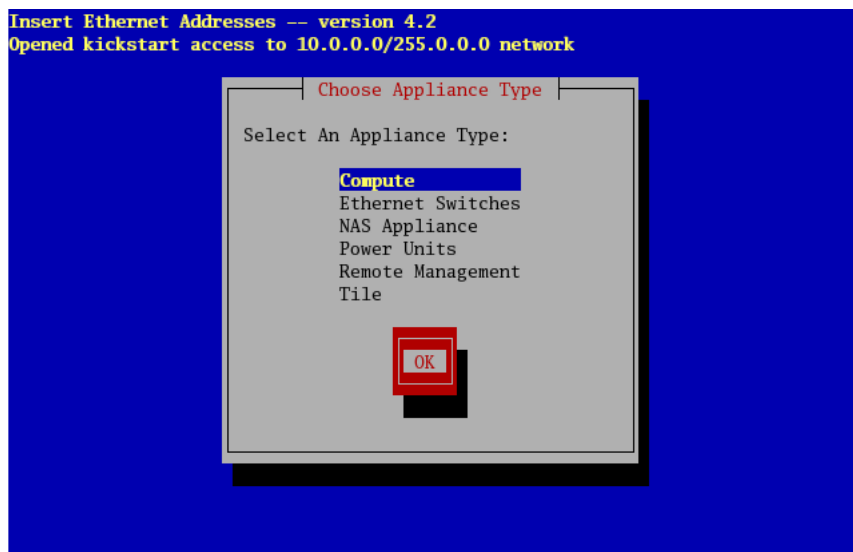 Insert Ethernet Addresses -- version 4.2
Opened kickstart access to 10.0.0.0/255.0.0.0 network
Choose Appliance Type
Select An Appliance Type:
Compute
Ethernet Switches
NAS Appliance
Power Units
Remote Management
Tile
OK